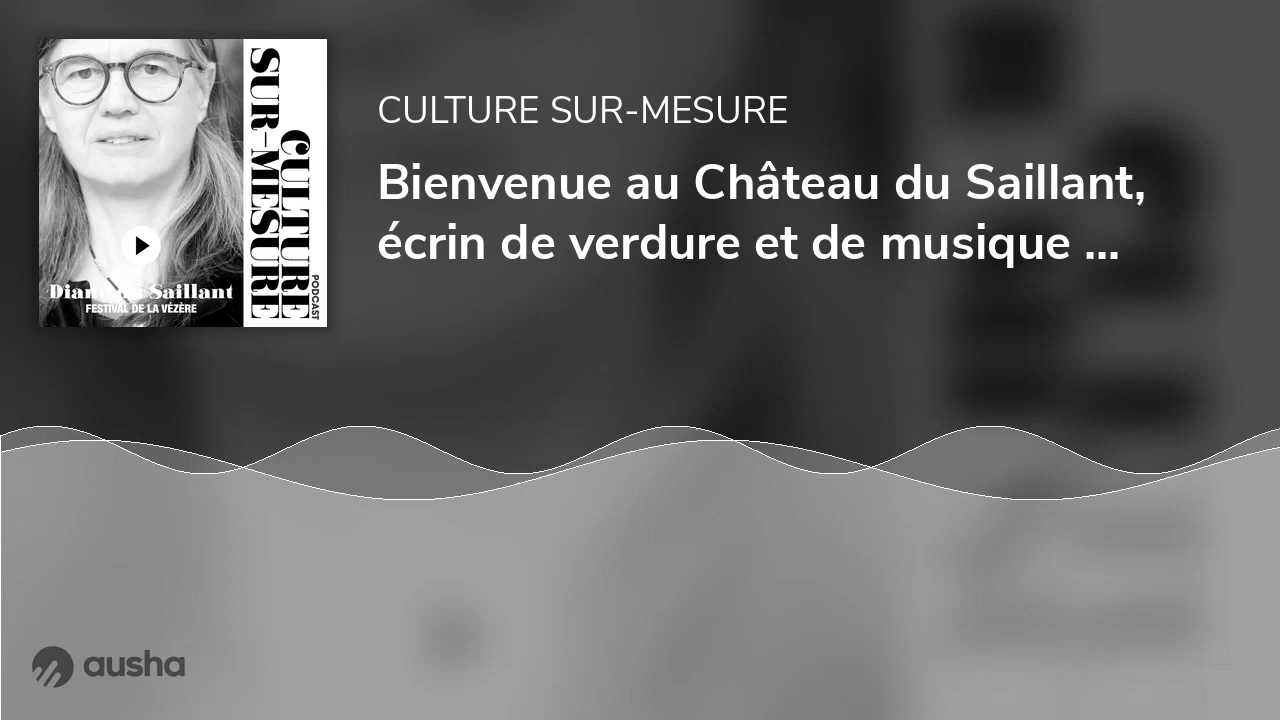 SUR-MESURE
CULTURE
PODCAST
Saillant
FESTIVAL DE LA VÉZÈRE
CULTURE SUR-MESURE
Bienvenue au Château du Saillant,
écrin de verdure et de musique ...
ausha